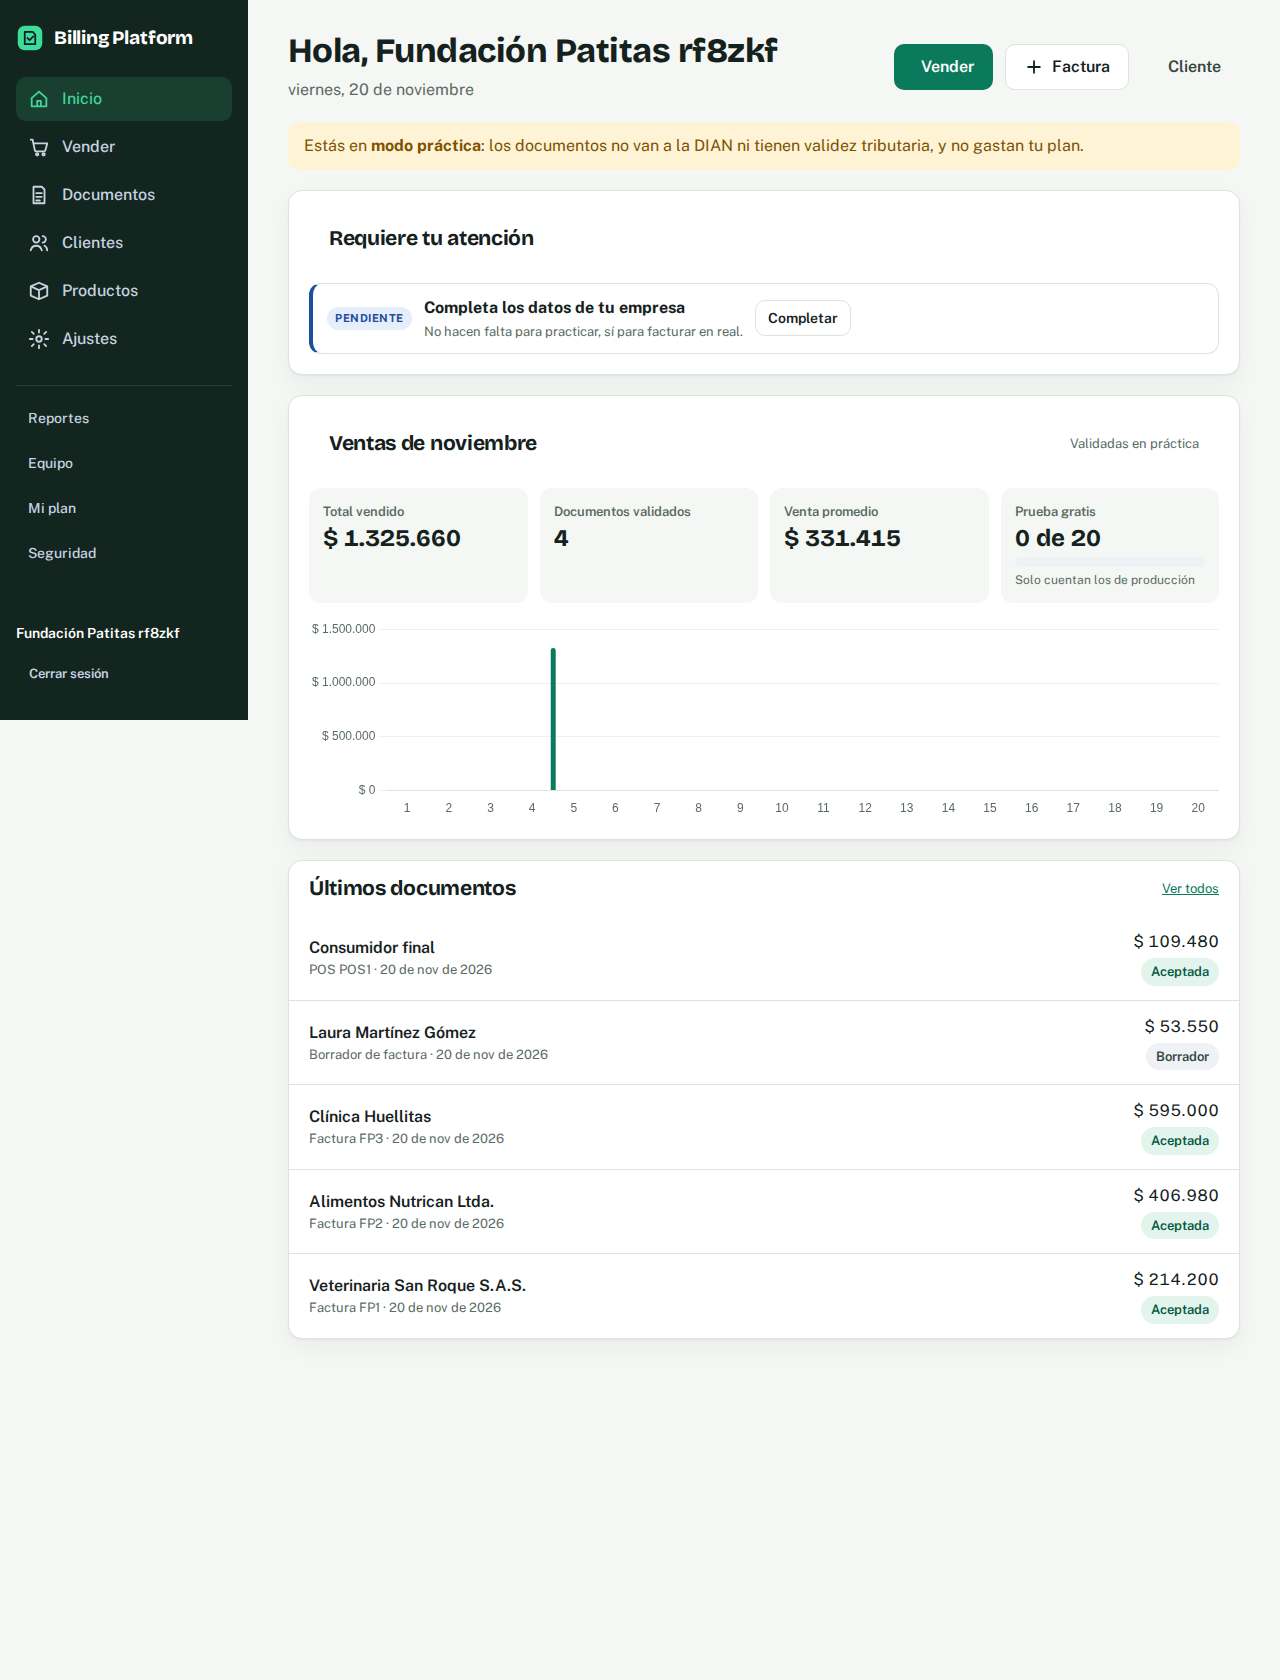 Billing Platform
Inicio
Vender
Documentos
Clientes
Productos
Ajustes
Reportes
Equipo
Mi plan
Seguridad
Fundación Patitas rf8zkf
Cerrar sesión
Hola, Fundación Patitas rf8zkf
viernes, 20 de noviembre
Vender
Factura
Cliente
Estás en modo práctica: los documentos no van a la DIAN ni tienen validez tributaria, y no gastan tu plan.
Requiere tu atención
PENDIENTE
Completa los datos de tu empresa
No hacen falta para practicar, sí para facturar en real.
Completar
Ventas de noviembre
Validadas en práctica
Total vendido
$ 1.325.660
Documentos validados
4
Venta promedio
$ 331.415
Prueba gratis
0 de 20
Solo cuentan los de producción
$ 1.500.000
$ 1.000.000
$ 500.000
$ 0
1 2 3 4 5 6 7 8 9 10 11 12 13 14 15 16 17 18 19 20
Últimos documentos
Ver todos
Consumidor final
POS POS1 · 20 de nov de 2026
$ 109.480
Aceptada
Laura Martínez Gómez
Borrador de factura · 20 de nov de 2026
$ 53.550
Borrador
Clínica Huellitas
Factura FP3 · 20 de nov de 2026
$ 595.000
Aceptada
Alimentos Nutrican Ltda.
Factura FP2 · 20 de nov de 2026
$ 406.980
Aceptada
Veterinaria San Roque S.A.S.
Factura FP1 · 20 de nov de 2026
$ 214.200
Aceptada